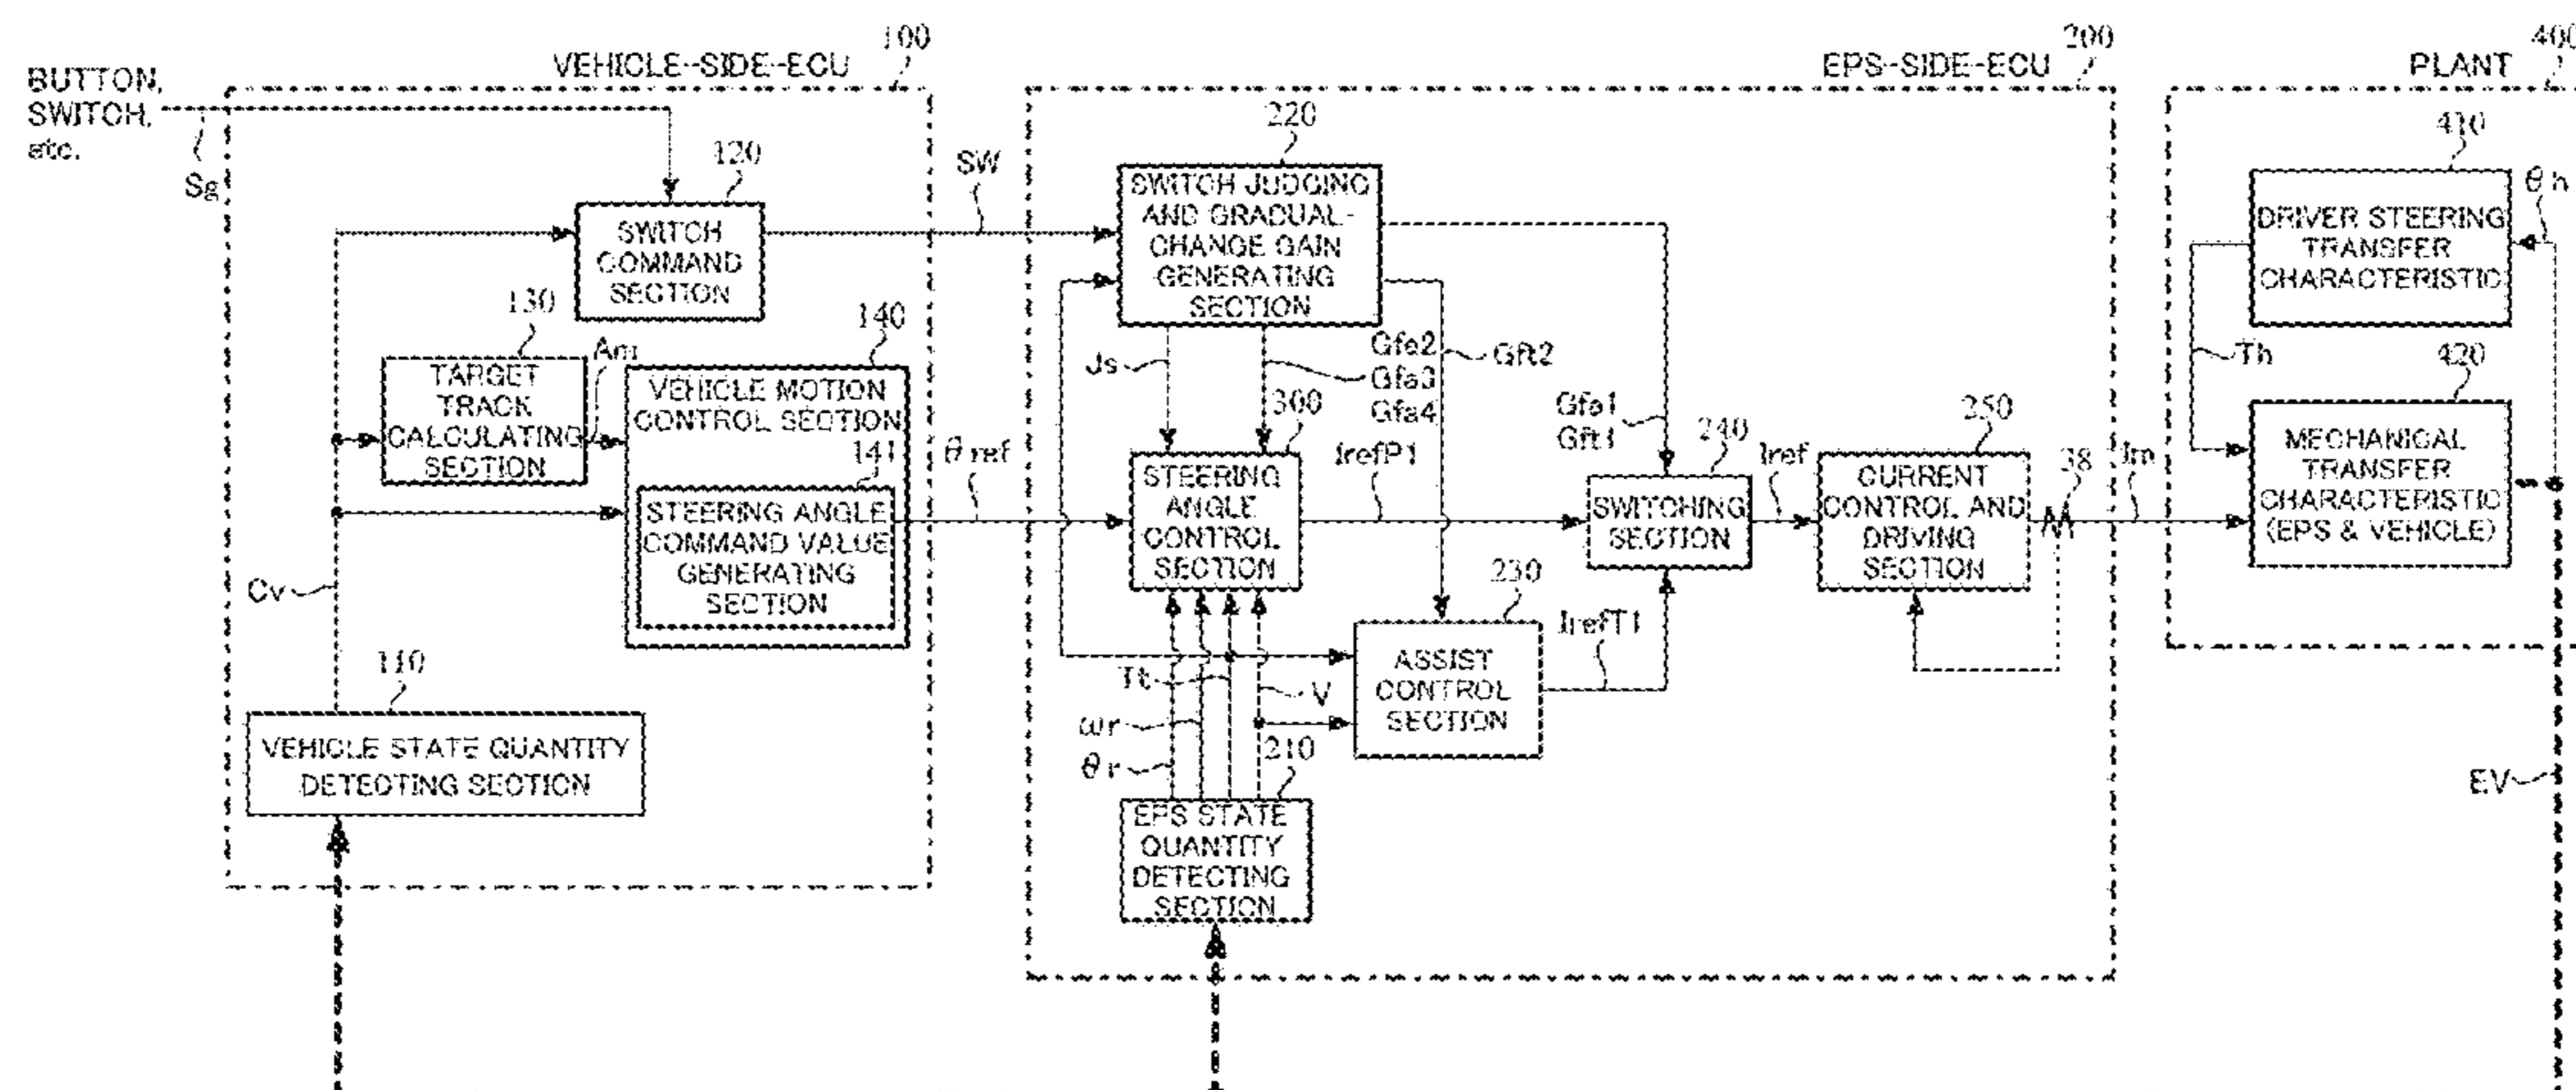 BUTTON,
SWITCH,
etc.
Sg
VEHICLE-SIDE-ECU
100
120
SWITCH
COMMAND
SECTION
130
TARGET
TRACK
CALCULATING
SECTION
Am
140
VEHICLE MOTION
CONTROL SECTION
141
STEERING ANGLE
COMMAND VALUE
GENERATING
SECTION
Cv
110
VEHICLE STATE QUANTITY
DETECTING SECTION
SW
θref
EPS-SIDE-ECU
200
220
SWITCH JUDGING
AND GRADUAL-
CHANGE GAIN
GENERATING
SECTION
Js
Gfa2
Gfa3
Gfa4
Gft2
300
STEERING
ANGLE
CONTROL
SECTION
IrefP1
Gfa1
Gft1
240
SWITCHING
SECTION
Iref
250
CURRENT
CONTROL AND
DRIVING
SECTION
38
Im
230
ASSIST
CONTROL
SECTION
IrefT1
Tt
V
ωr
θr
210
EPS STATE
QUANTITY
DETECTING
SECTION
PLANT
400
410
DRIVER STEERING
TRANSFER
CHARACTERISTIC
θh
Th
420
MECHANICAL
TRANSFER
CHARACTERISTIC
(EPS & VEHICLE)
EV